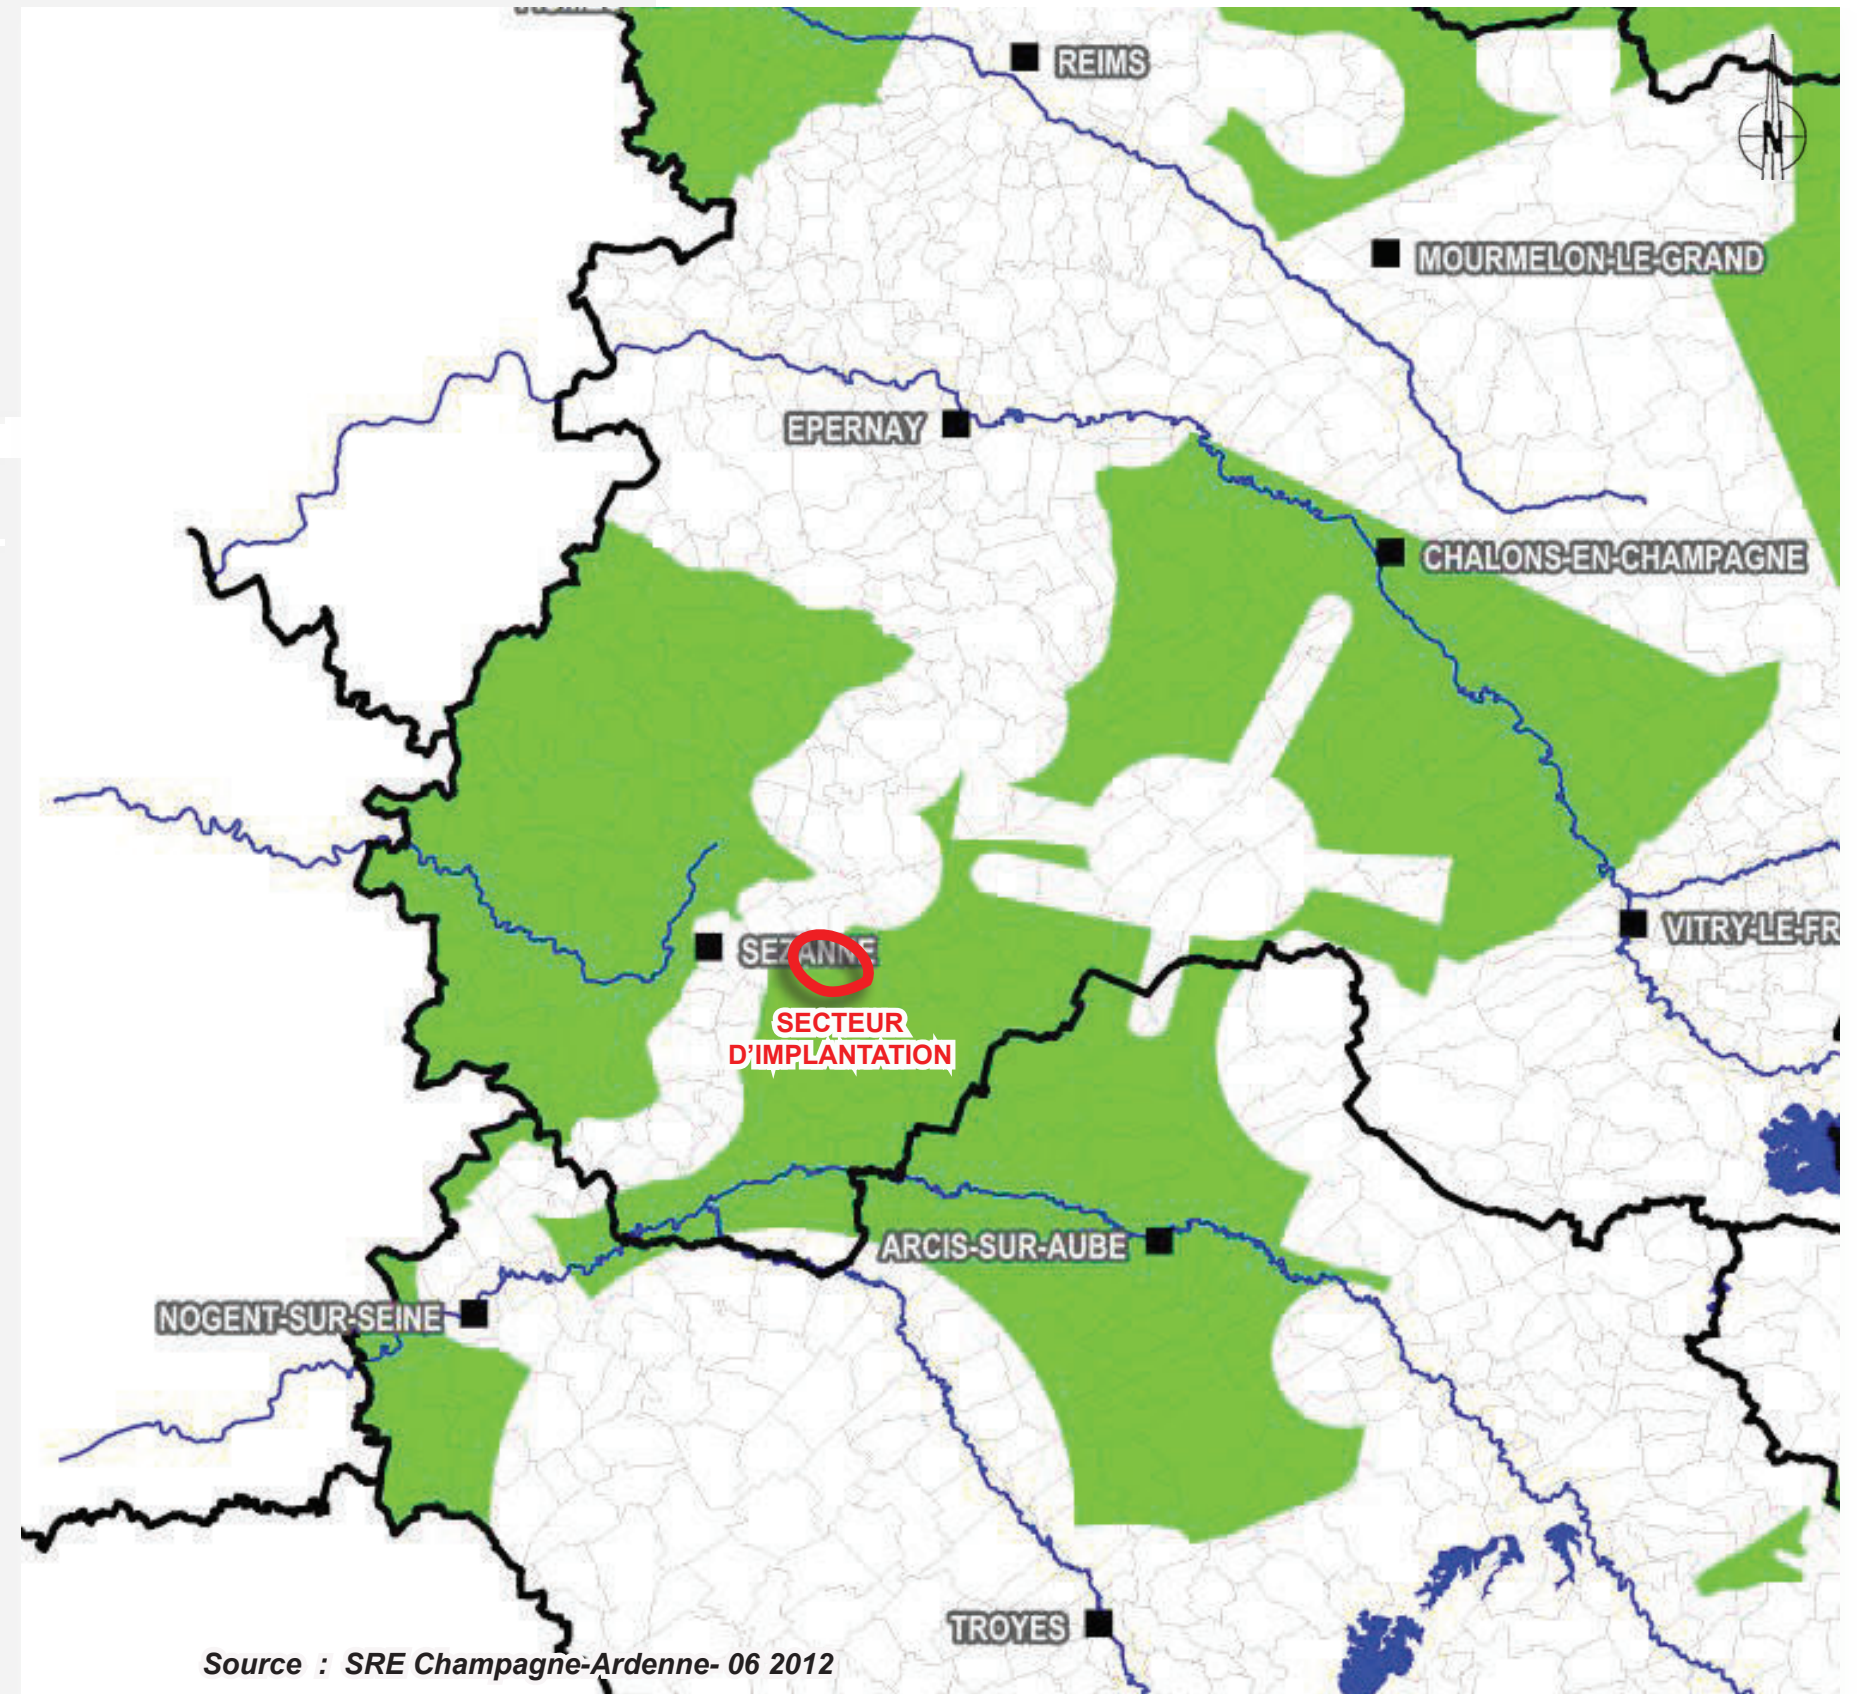 REIMS
N
MOURMELON-LE-GRAND
EPERNAY
CHALONS-EN-CHAMPAGNE
VITRY-LE-FR
SEZANNE
SECTEUR
D'IMPLANTATION
ARCIS-SUR-AUBE
NOGENT-SUR-SEINE
TROYES
Source : SRE Champagne-Ardenne- 06 2012